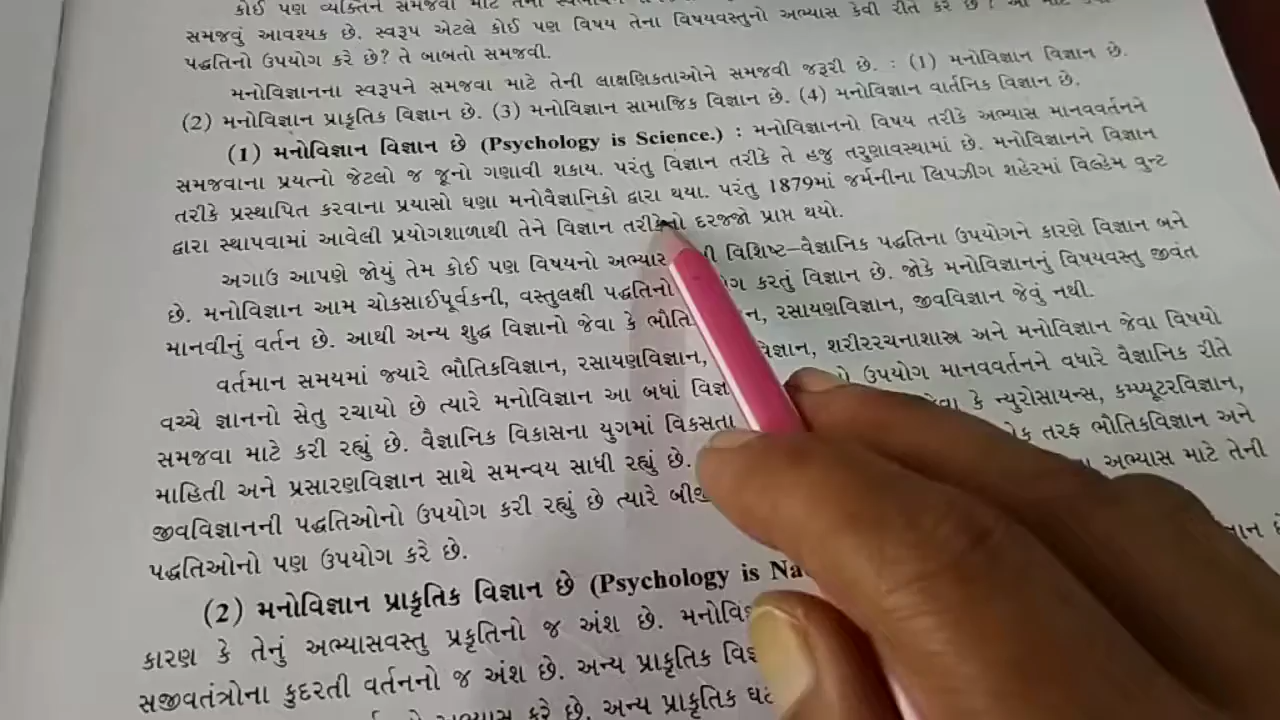 કોઈ પણ વ્યક્તિને સમજવા માટે તેના
સમજવું આવશ્યક છે. સ્વરૂપ એટલે કોઈ પણ વિષય તેના વિષયવસ્તુનો અભ્યાસ કેવી રીતે કરે છે ? આ માટે
પદ્ધતિનો ઉપયોગ કરે છે? તે બાબતો સમજવી.
મનોવિજ્ઞાનના સ્વરૂપને સમજવા માટે તેની લાક્ષણિકતાઓને સમજવી જરૂરી છે. : (1) મનોવિજ્ઞાન વિજ્ઞાન છે.
(2) મનોવિજ્ઞાન પ્રાકૃતિક વિજ્ઞાન છે. (3) મનોવિજ્ઞાન સામાજિક વિજ્ઞાન છે. (4) મનોવિજ્ઞાન વાર્તનિક વિજ્ઞાન છે.
(1) મનોવિજ્ઞાન વિજ્ઞાન છે (Psychology is Science.) : મનોવિજ્ઞાનનો વિષય તરીકે અભ્યાસ માનવવર્તનને
સમજવાના પ્રયત્નો જેટલો જ જૂનો ગણાવી શકાય. પરંતુ વિજ્ઞાન તરીકે તે હજુ તરુણાવસ્થામાં છે. મનોવિજ્ઞાનને વિજ્ઞાન
તરીકે પ્રસ્થાપિત કરવાના પ્રયાસો ઘણા મનોવૈજ્ઞાનિકો દ્વારા થયા. પરંતુ 1879માં જર્મનીના લિપઝીગ શહેરમાં વિલ્હેમ વુન્ટ
દ્વારા સ્થાપવામાં આવેલી પ્રયોગશાળાથી તેને વિજ્ઞાન તરીકેનો દરજ્જો પ્રાપ્ત થયો.
અગાઉ આપણે જોયું તેમ કોઈ પણ વિષયનો વિશિષ્ટ–વૈજ્ઞાનિક પદ્ધતિના ઉપયોગને કારણે વિજ્ઞાન બને
છે. મનોવિજ્ઞાન આમ ચોકસાઈપૂર્વકની, વસ્તુલક્ષી પદ્ધતિનો કરતું વિજ્ઞાન છે. જોકે મનોવિજ્ઞાનનું વિષયવસ્તુ જીવંત
માનવીનું વર્તન છે. આથી અન્ય શુદ્ધ વિજ્ઞાનો જેવા કે રસાયણવિજ્ઞાન, જીવવિજ્ઞાન જેવું નથી.
વર્તમાન સમયમાં જ્યારે ભૌતિકવિજ્ઞાન, રસાયણવિજ્ઞાન, શરીરરચનાશાસ્ત્ર અને મનોવિજ્ઞાન જેવા વિષયો
વચ્ચે જ્ઞાનનો સેતુ રચાયો છે ત્યારે મનોવિજ્ઞાન આ બધાં ઉપયોગ માનવવર્તનને વધારે વૈજ્ઞાનિક રીતે
સમજવા માટે કરી રહ્યું છે. વૈજ્ઞાનિક વિકાસના યુગમાં વિકસતા કે ન્યુરોસાયન્સ, કમ્પ્યૂટરવિજ્ઞાન,
માહિતી અને પ્રસારણવિજ્ઞાન સાથે સમન્વય સાધી રહ્યું છે. તરફ ભૌતિકવિજ્ઞાન અને
જીવવિજ્ઞાનની પદ્ધતિઓનો ઉપયોગ કરી રહ્યું છે ત્યારે અભ્યાસ માટે તેની
પદ્ધતિઓનો પણ ઉપયોગ કરે છે.
(2) મનોવિજ્ઞાન પ્રાકૃતિક વિજ્ઞાન છે (Psychology is
કારણ કે તેનું અભ્યાસવસ્તુ પ્રકૃતિનો જ અંશ છે.
સજીવતંત્રોના કુદરતી વર્તનનો જ અંશ છે. અન્ય પ્રાકૃતિક
કરે છે. અન્ય પ્રાકૃતિક